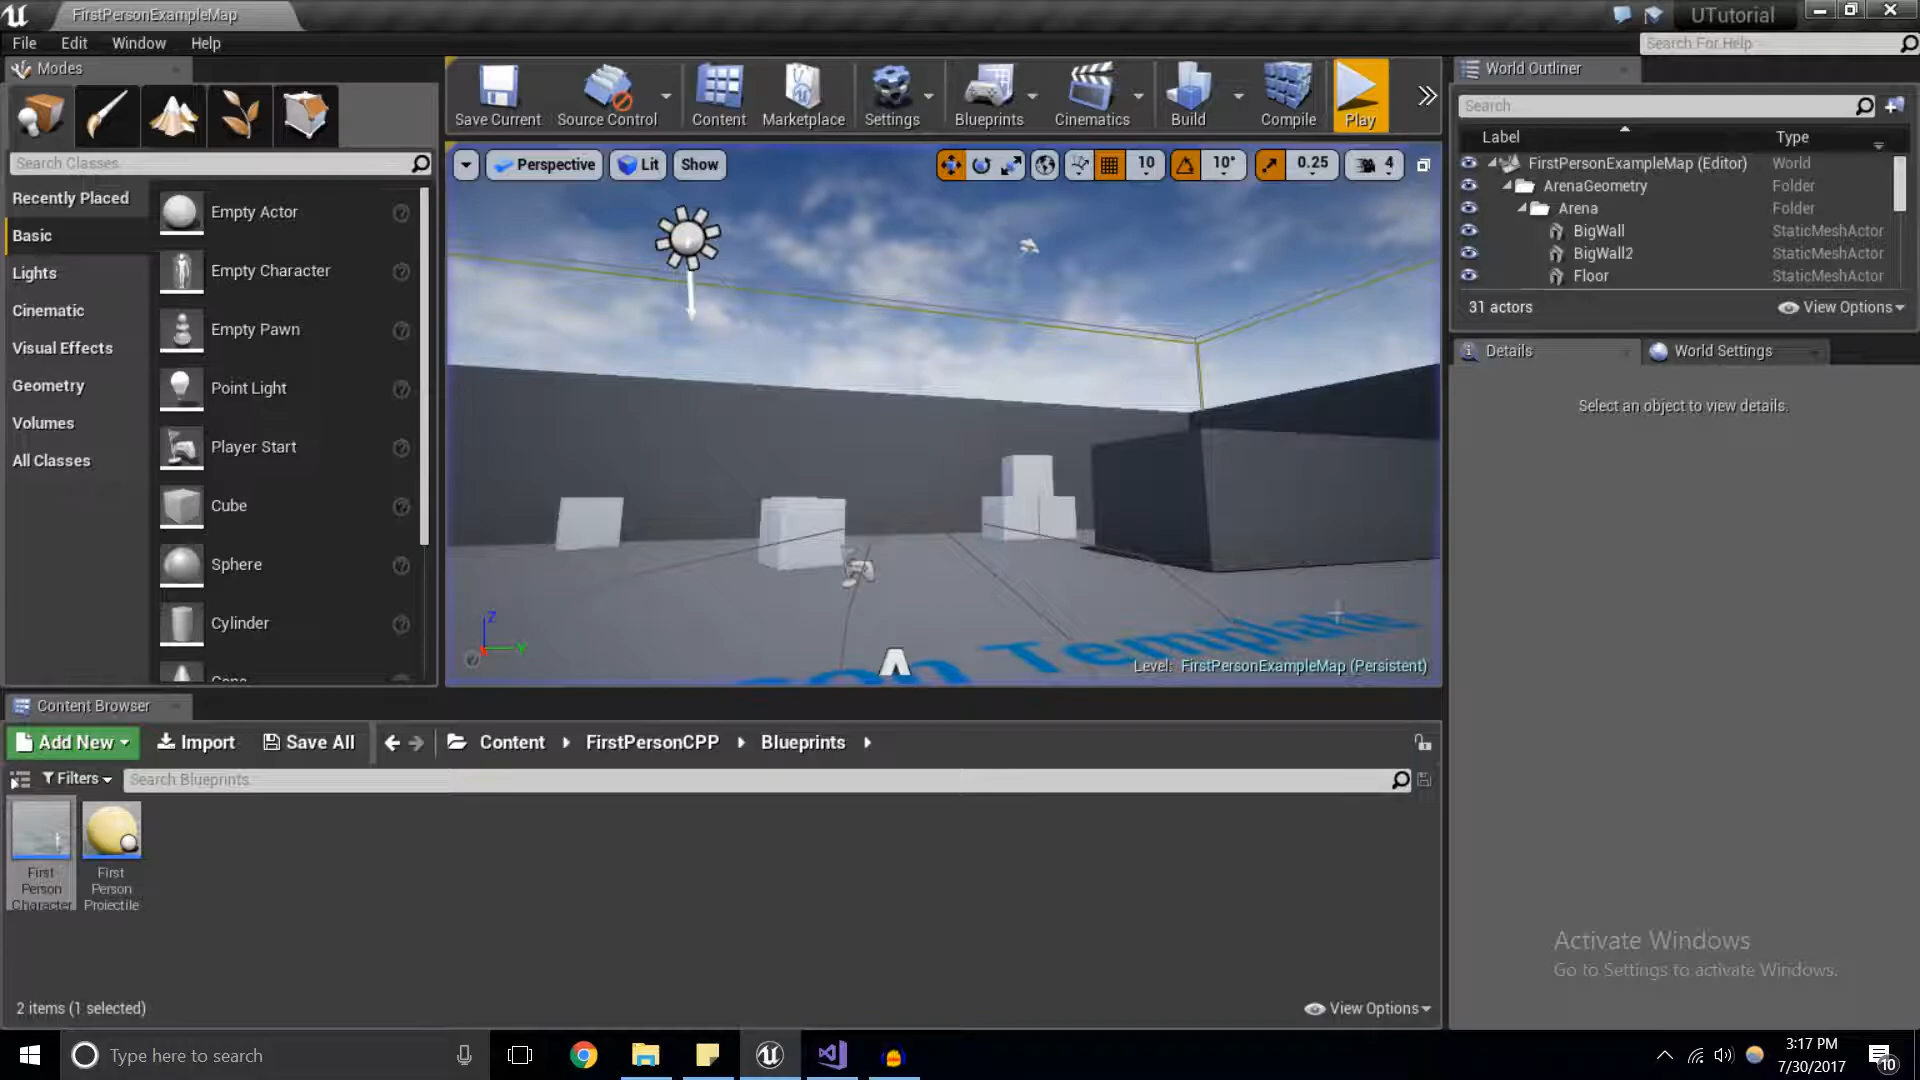 FirstPersonExampleMap
UTutorial
File Edit Window Help
Search For Help
Modes
Save Current Source Control Content Marketplace Settings Blueprints Cinematics Build Compile Play
World Outliner
Search
Search Classes
Perspective Lit Show 10 10° 0.25 4
Label Type
FirstPersonExampleMap (Editor) World
ArenaGeometry Folder
Arena Folder
BigWall StaticMeshActor
BigWall2 StaticMeshActor
Floor StaticMeshActor
31 actors View Options
Recently Placed
Basic
Lights
Cinematic
Visual Effects
Geometry
Volumes
All Classes
Empty Actor
Empty Character
Empty Pawn
Point Light
Player Start
Cube
Sphere
Cylinder
Cone
Details World Settings
Select an object to view details.
Z
Y
Template
Level: FirstPersonExampleMap (Persistent)
Content Browser
Add New Import Save All Content FirstPersonCPP Blueprints
Filters Search Blueprints
First
Person
Character
First
Person
Projectile
2 items (1 selected) View Options
Activate Windows
Go to Settings to activate Windows.
Type here to search
3:17 PM
7/30/2017
10